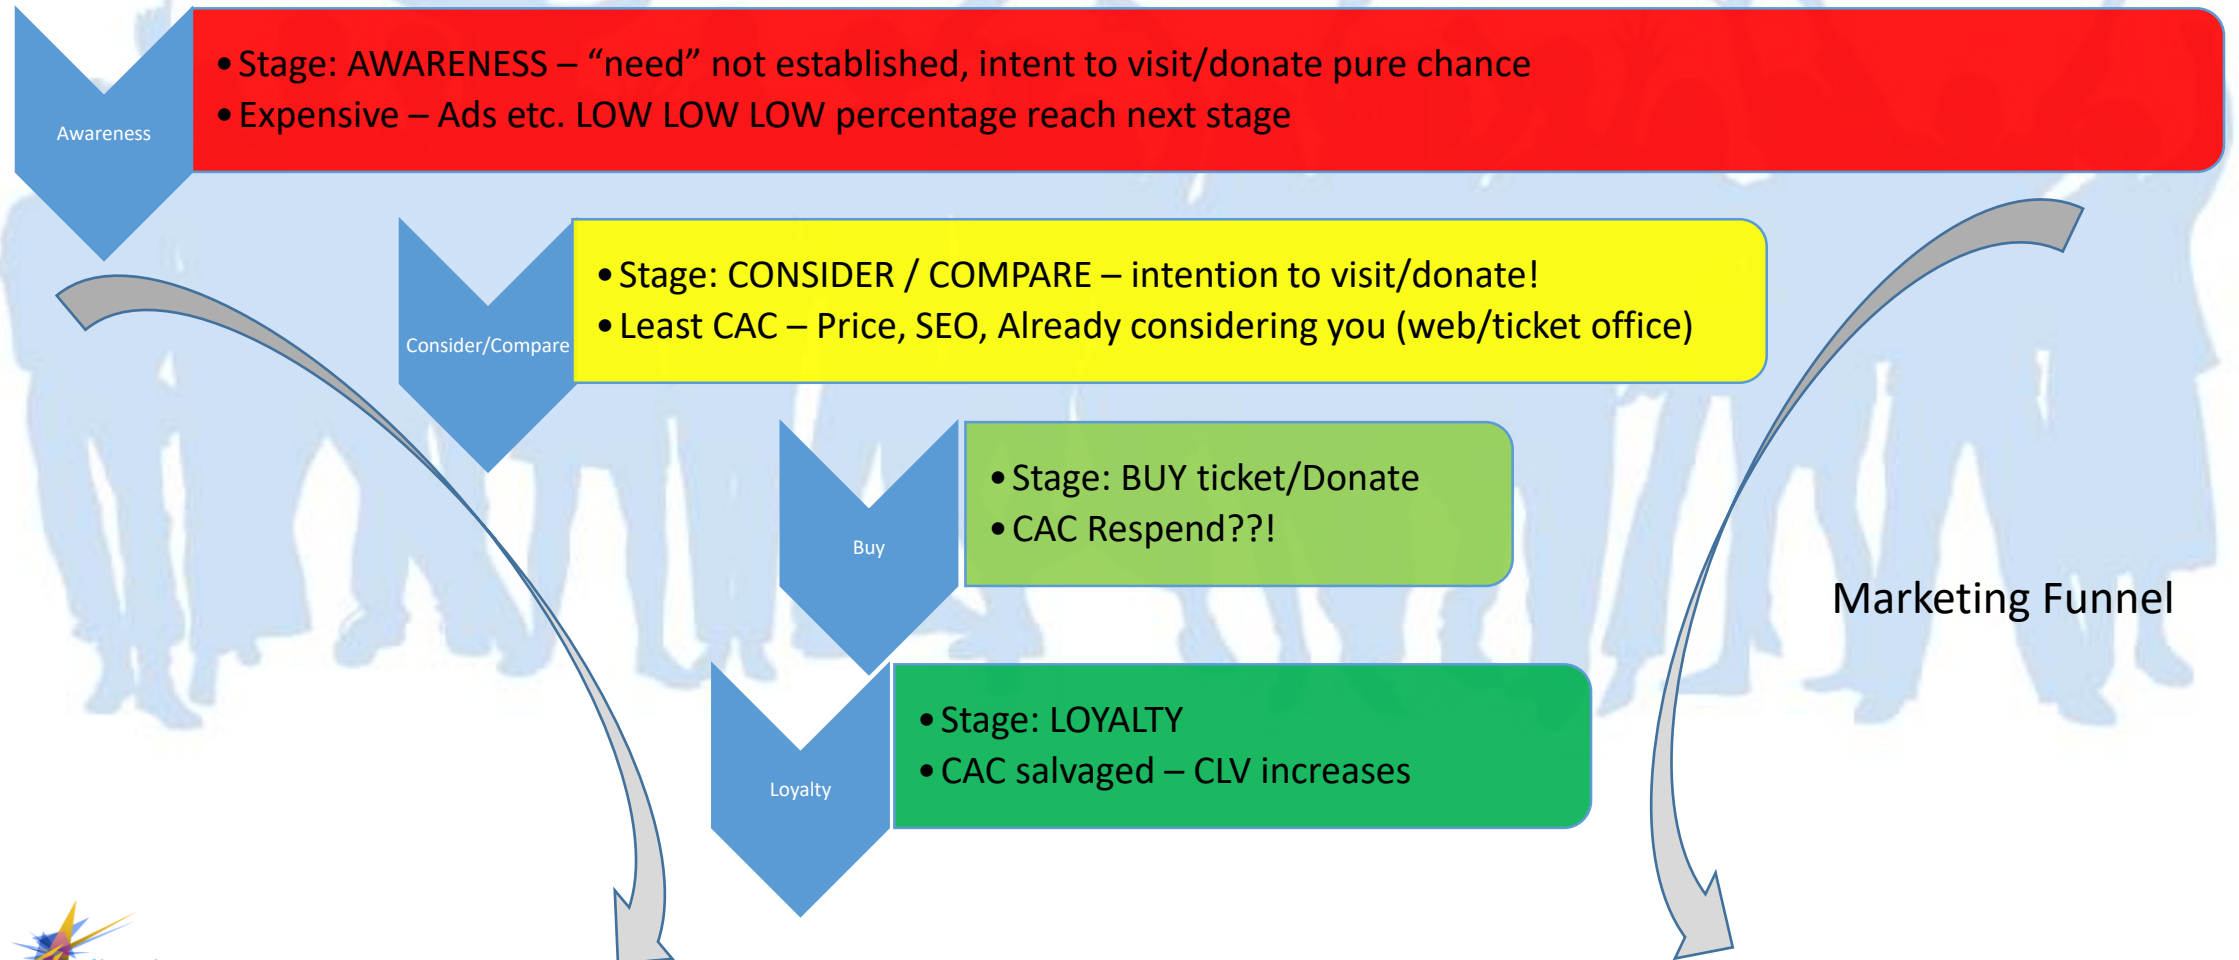 • Stage: AWARENESS – “need” not established, intent to visit/donate pure chance
• Expensive – Ads etc. LOW LOW LOW percentage reach next stage
Awareness
• Stage: CONSIDER / COMPARE – intention to visit/donate!
• Least CAC – Price, SEO, Already considering you (web/ticket office)
Consider/Compare
• Stage: BUY ticket/Donate
• CAC Respend??!
Buy
Marketing Funnel
• Stage: LOYALTY
• CAC salvaged – CLV increases
Loyalty